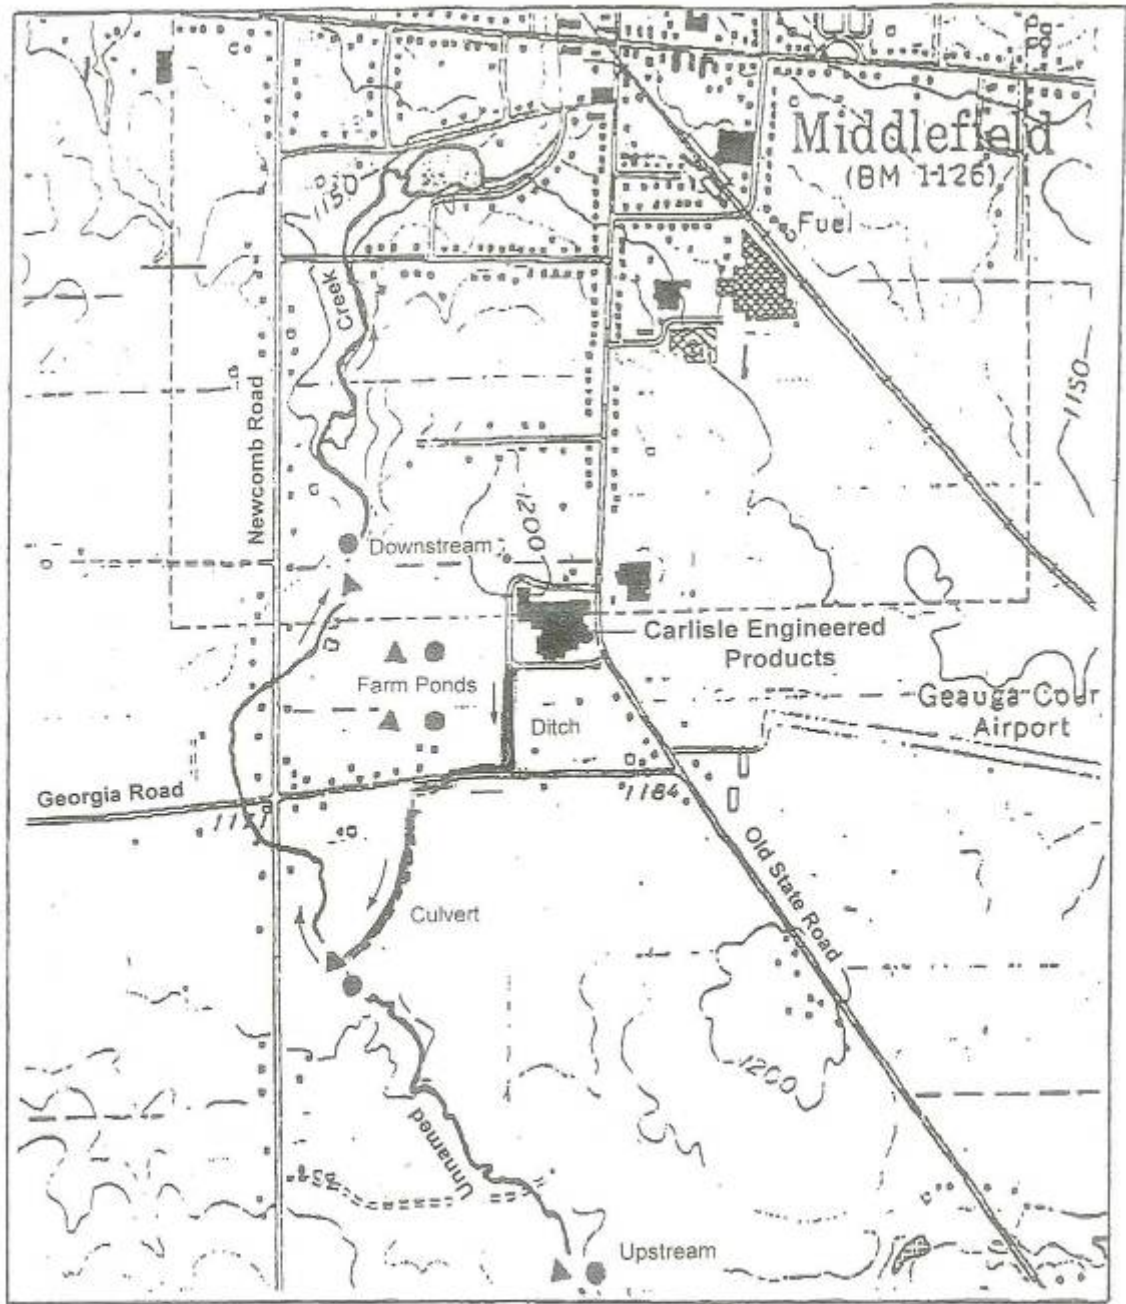 Middlefield
(BM 1126)
1150
Fuel
Creek
1150
Newcomb Road
1200
Downstream
Carlisle Engineered
Products
Farm Ponds
Geauga Cour
Airport
Ditch
Georgia Road
1164
Old State Road
Culvert
1200
Unnamed
Upstream